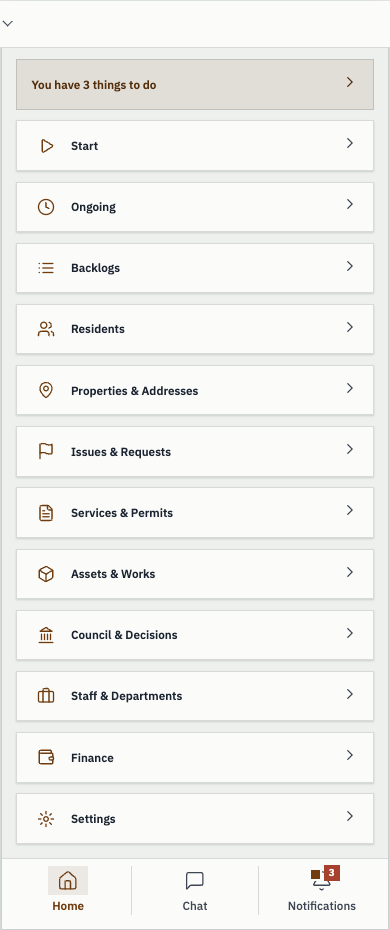 You have 3 things to do
Start
Ongoing
Backlogs
Residents
Properties & Addresses
Issues & Requests
Services & Permits
Assets & Works
Council & Decisions
Staff & Departments
Finance
Settings
3
Home
Chat
Notifications